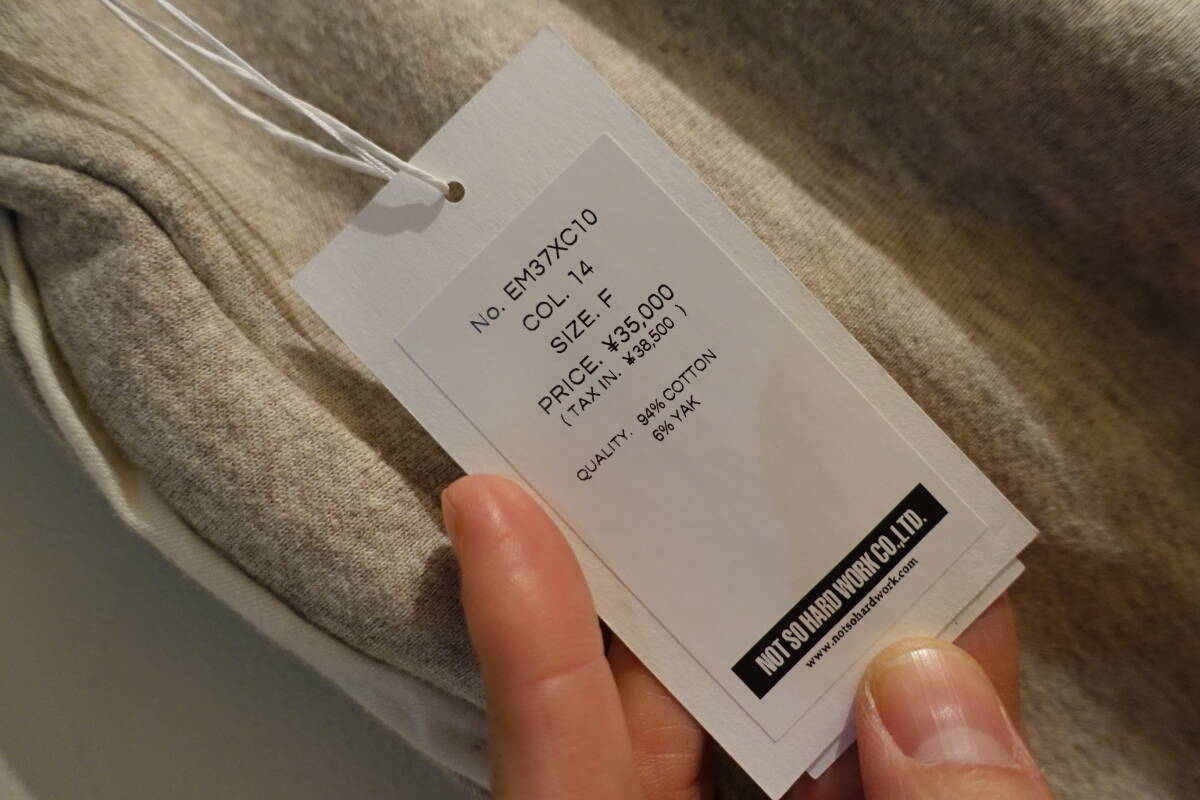 No. EM37XC10
COL. 14
SIZE. F
PRICE. ¥35,000
( TAX IN. ¥38,500 )
QUALITY. 94% COTTON
6% YAK
NOT SO HARD WORK CO.,LTD.
www.notsohardwork.com